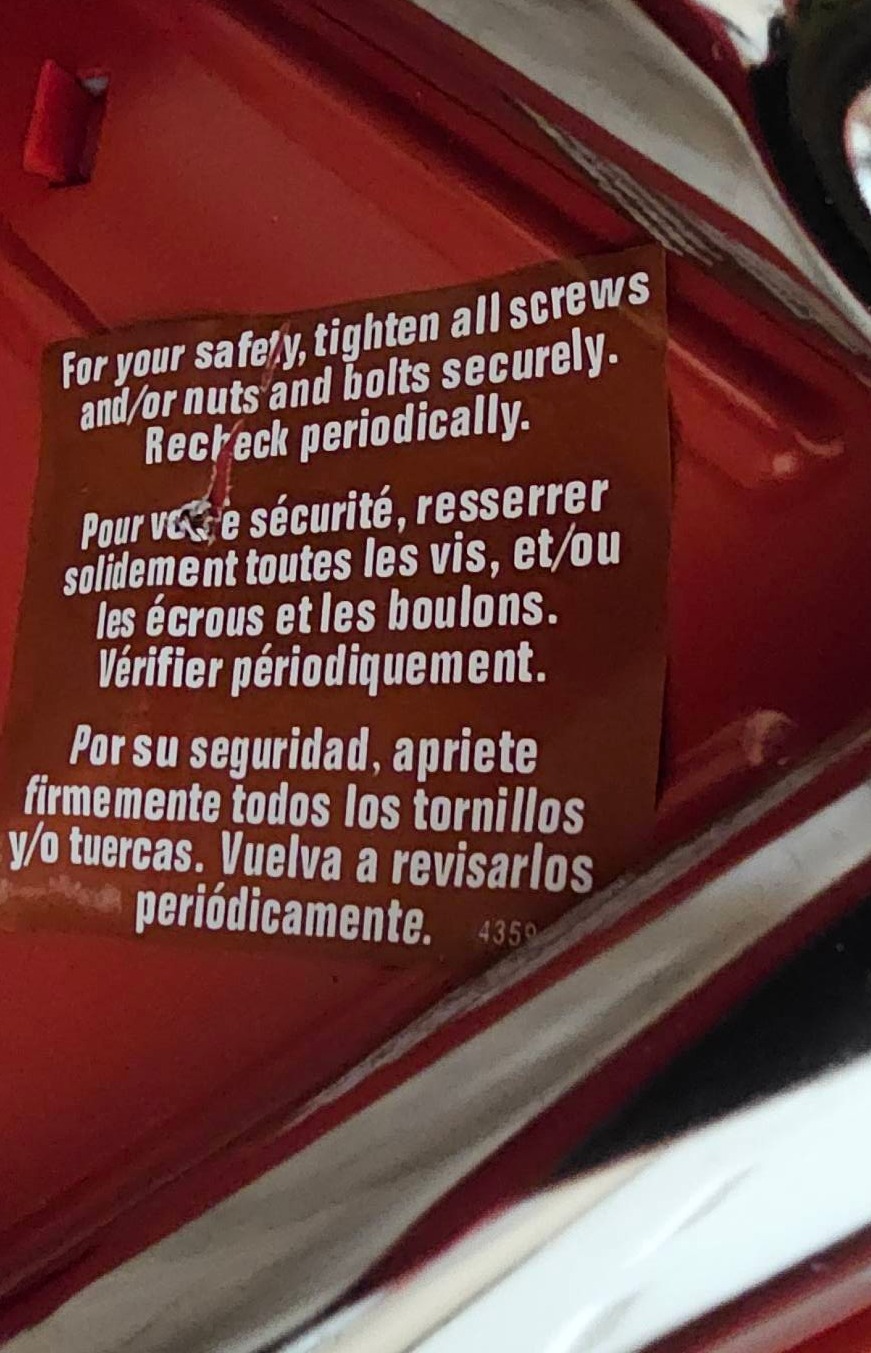 For your safety, tighten all screws
and/or nuts and bolts securely.
Recheck periodically.
Pour votre sécurité, resserrer
solidement toutes les vis, et/ou
les écrous et les boulons.
Vérifier périodiquement.
Por su seguridad, apriete
firmemente todos los tornillos
y/o tuercas. Vuelva a revisarlos
periódicamente. 4359